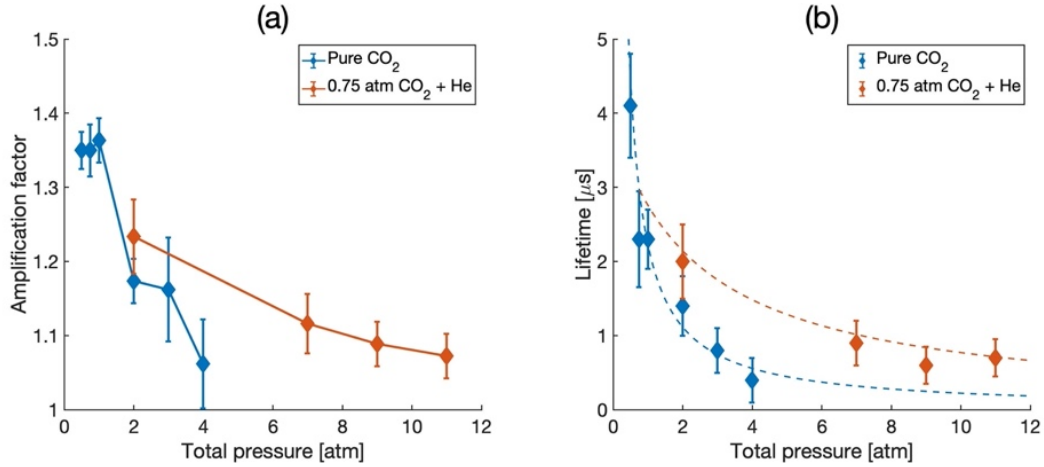 (a)
1.5
1.4
1.3
1.2
1.1
1
0
2
4
6
8
10
12
Amplification factor
Total pressure [atm]
Pure CO₂
0.75 atm CO₂ + He
(b)
5
4
3
2
1
0
0
2
4
6
8
10
12
Lifetime [μs]
Total pressure [atm]
Pure CO₂
0.75 atm CO₂ + He